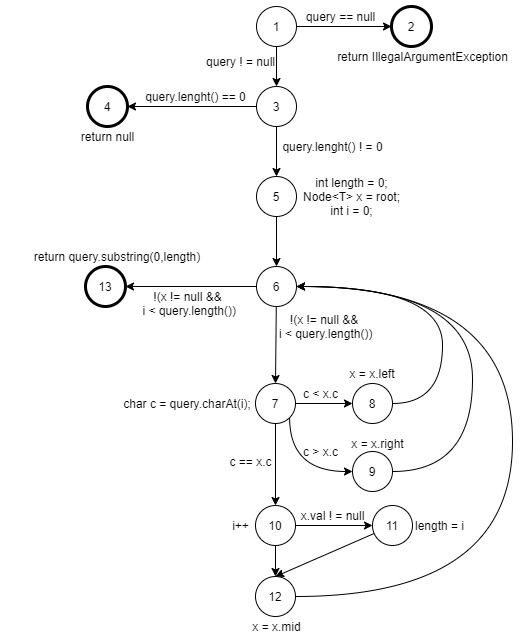 1
query == null
2
return IllegalArgumentException
query ! = null
query.lenght() == 0
4
3
return null
query.lenght() ! = 0
int length = 0;
Node<T> x = root;
int i = 0;
5
return query.substring(0,length)
13
6
!(x != null &&
i < query.length())
!(x != null &&
i < query.length())
x = x.left
char c = query.charAt(i);
7
c < x.c
8
x = x.right
c > x.c
c == x.c
9
i++
10
x.val ! = null
11
length = i
12
x = x.mid